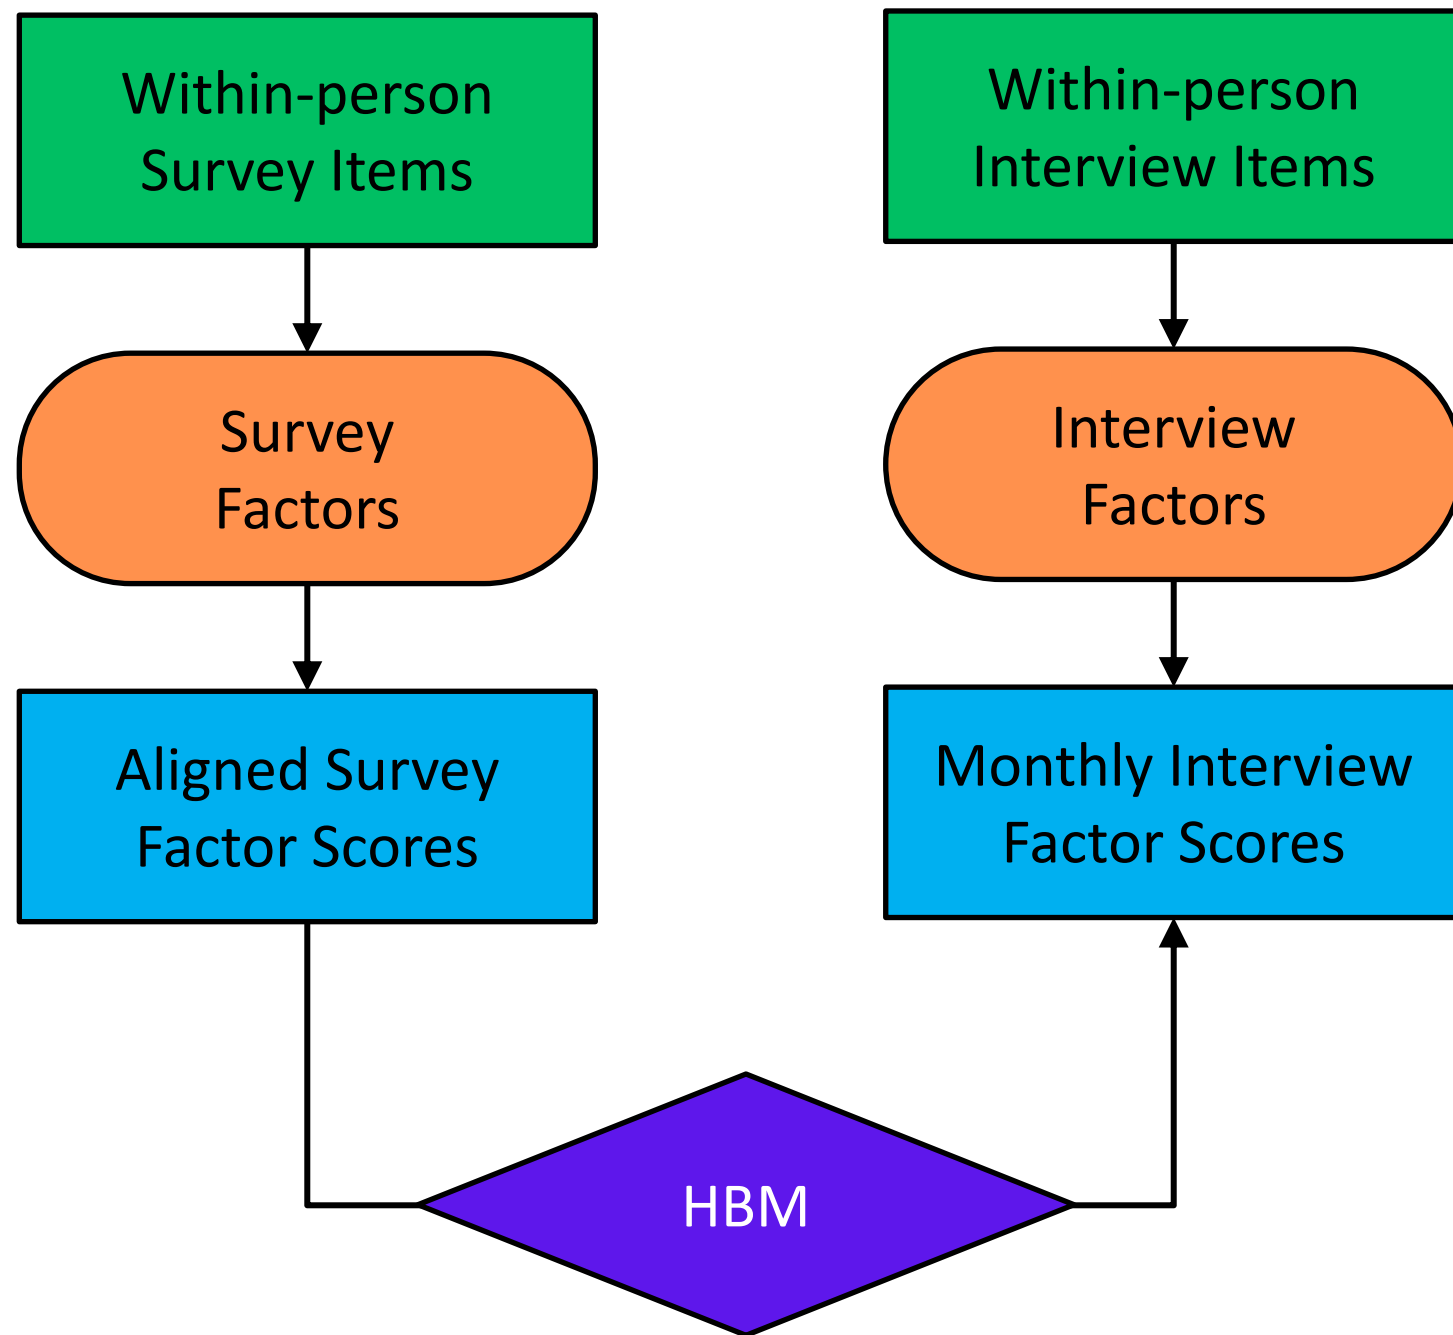 Within-person
Survey Items
Within-person
Interview Items
Survey
Factors
Interview
Factors
Aligned Survey
Factor Scores
Monthly Interview
Factor Scores
HBM